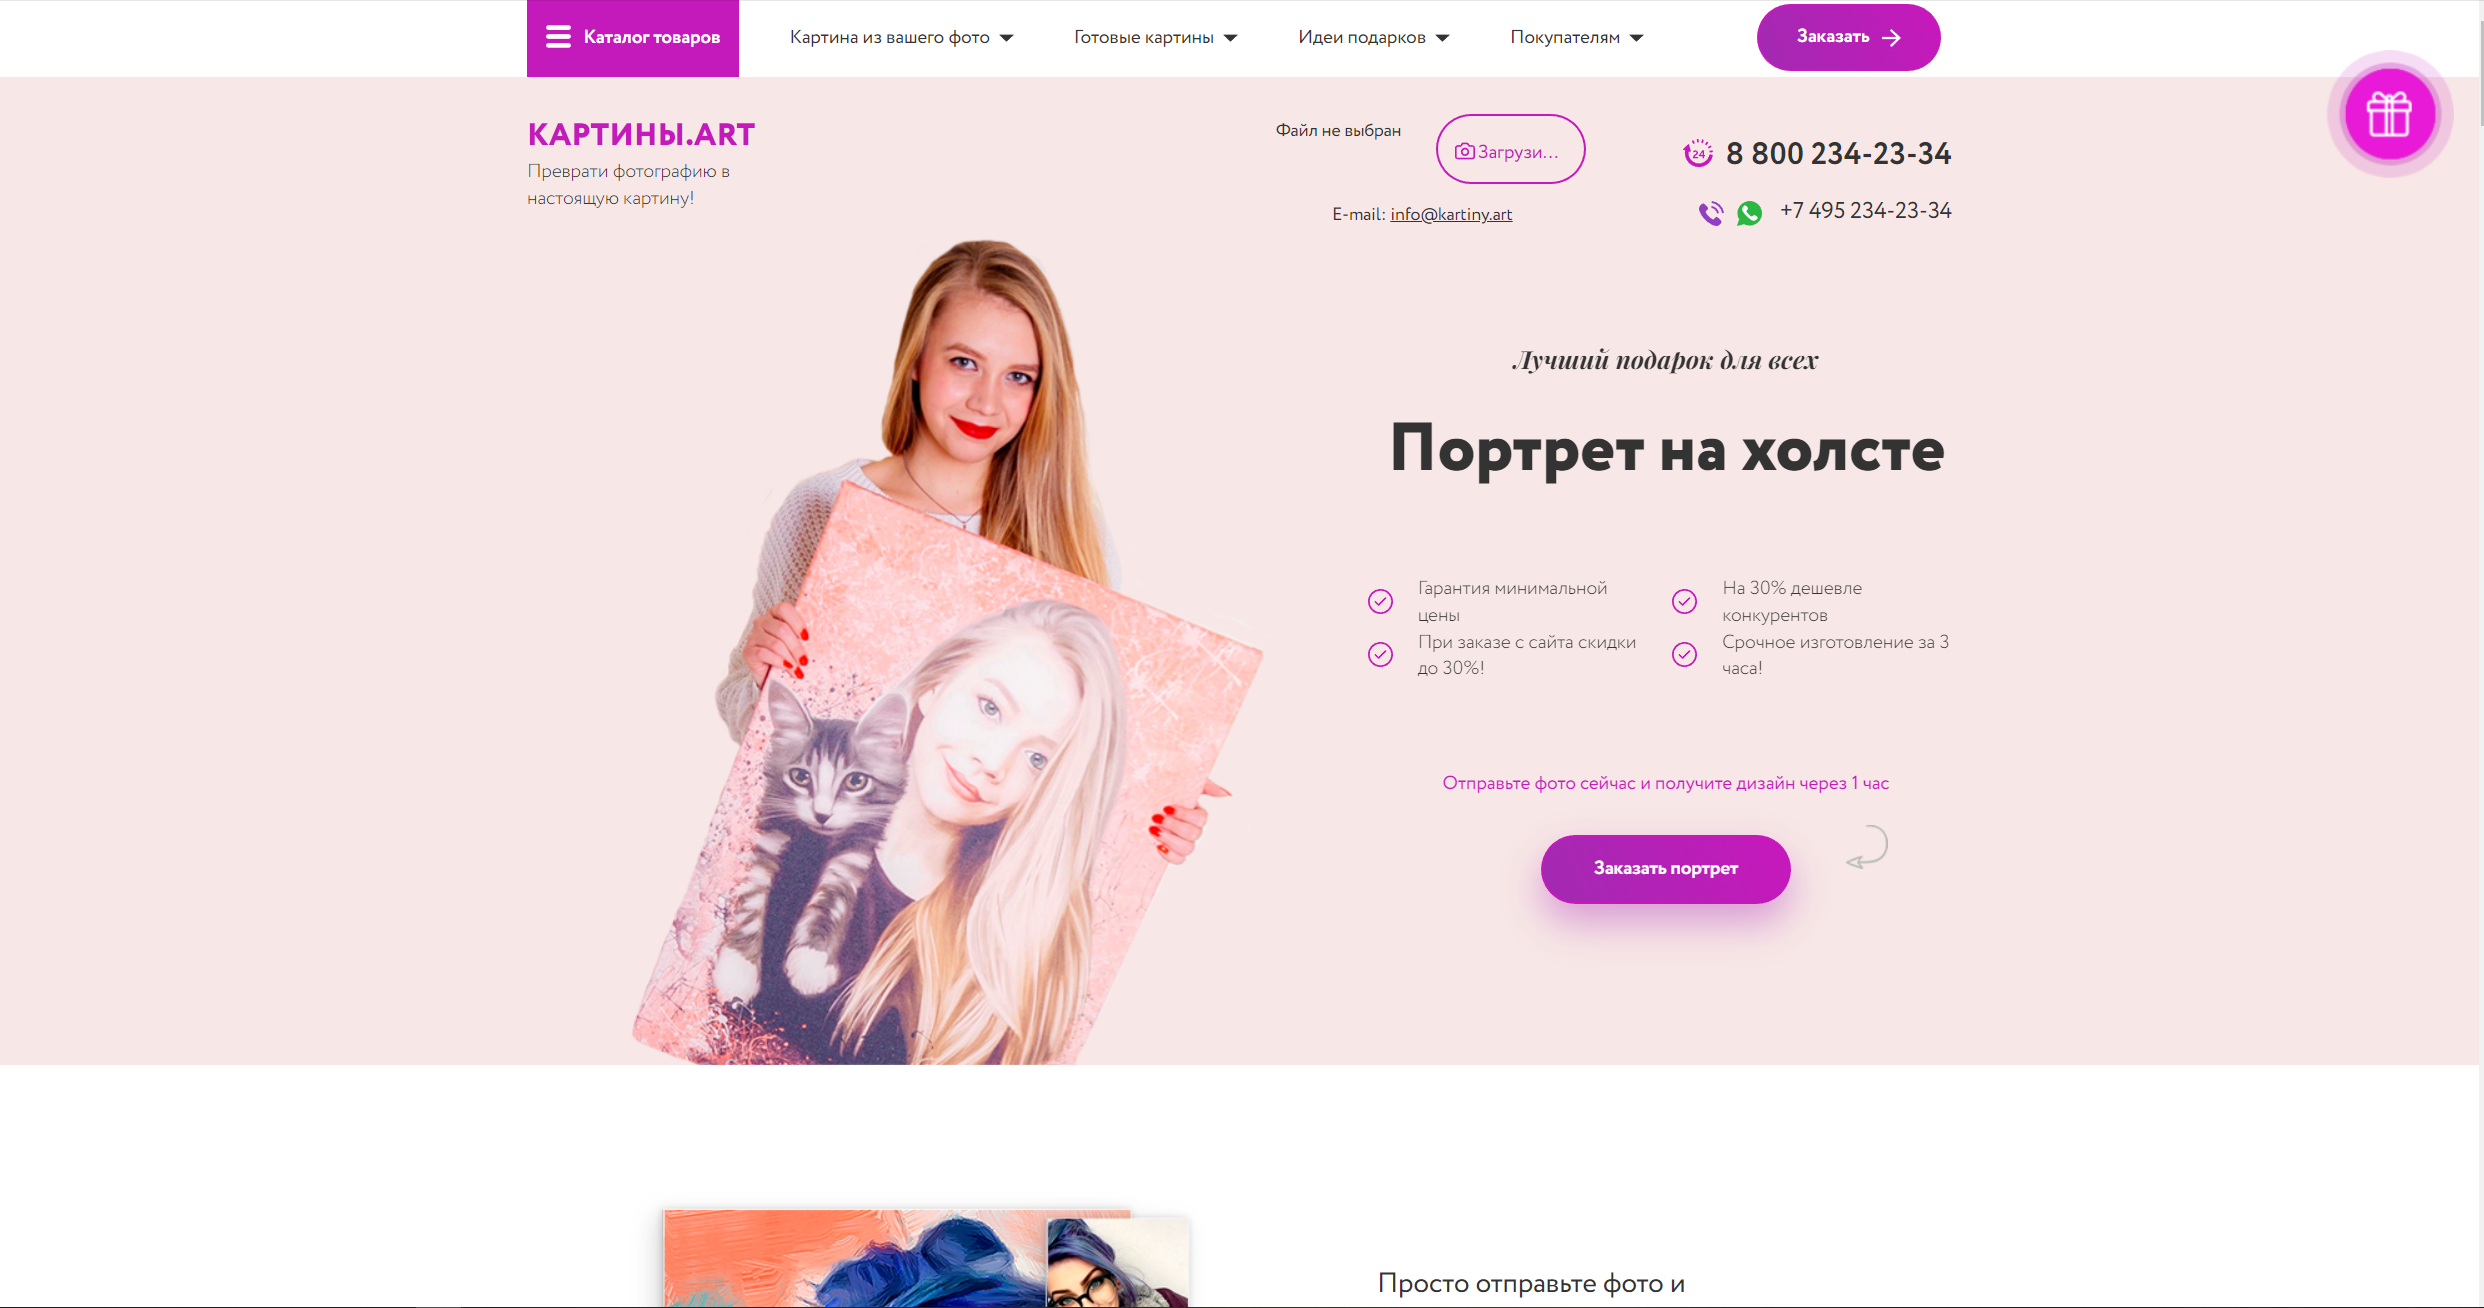 Каталог товаров
Картина из вашего фото
Готовые картины
Идеи подарков
Покупателям
Заказать
КАРТИНЫ.ART
Преврати фотографию в
настоящую картину!
Файл не выбран
Загрузи...
E-mail: info@kartiny.art
24
8 800 234-23-34
+7 495 234-23-34
Лучший подарок для всех
Портрет на холсте
Гарантия минимальной
цены
На 30% дешевле
конкурентов
При заказе с сайта скидки
до 30%!
Срочное изготовление за 3
часа!
Отправьте фото сейчас и получите дизайн через 1 час
Заказать портрет
Просто отправьте фото и